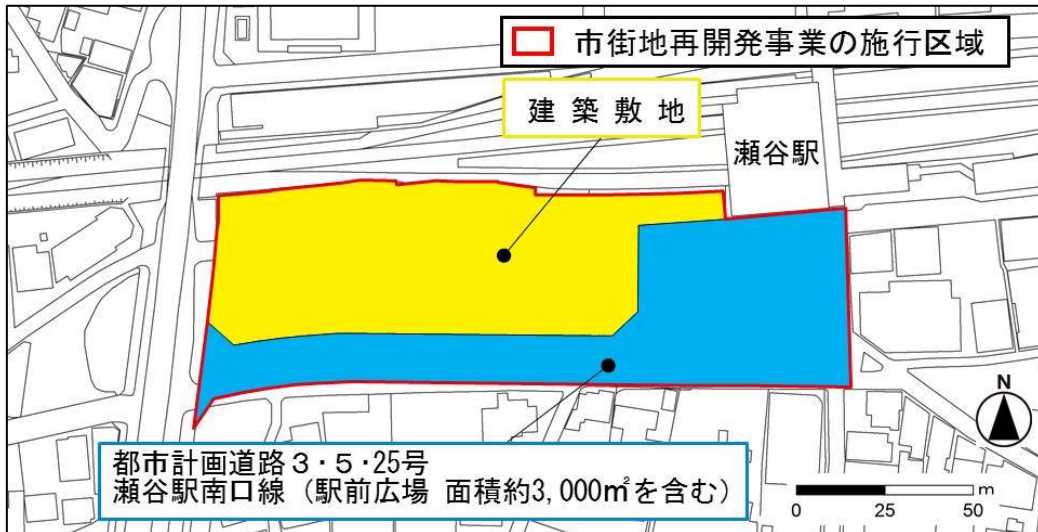 市街地再開発事業の施行区域
建築敷地
瀬谷駅
都市計画道路３・５・25号
瀬谷駅南口線（駅前広場 面積約3,000㎡を含む）
N
m
0 25 50